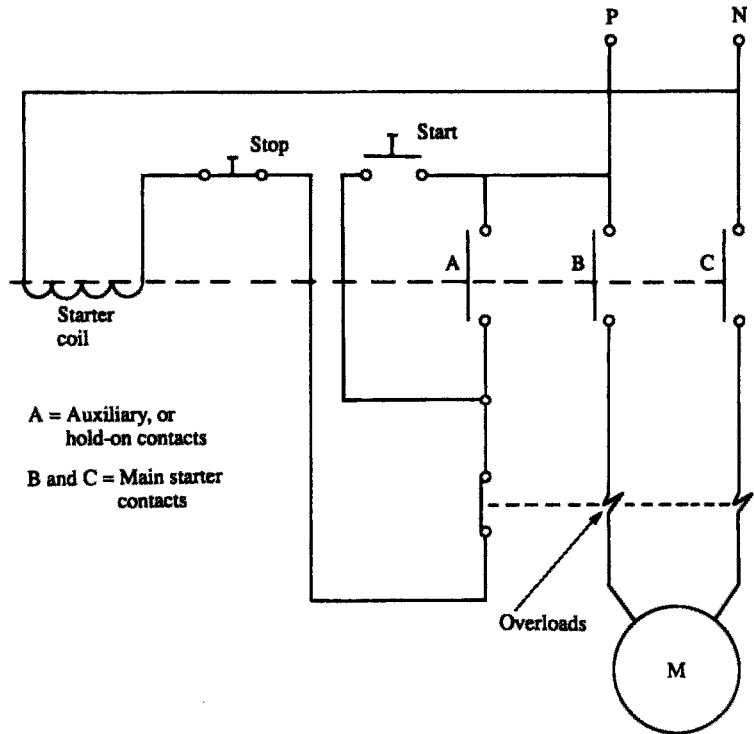 P N
Start
Stop
A B C
Starter
coil
A = Auxiliary, or
hold-on contacts
B and C = Main starter
contacts
Overloads
M